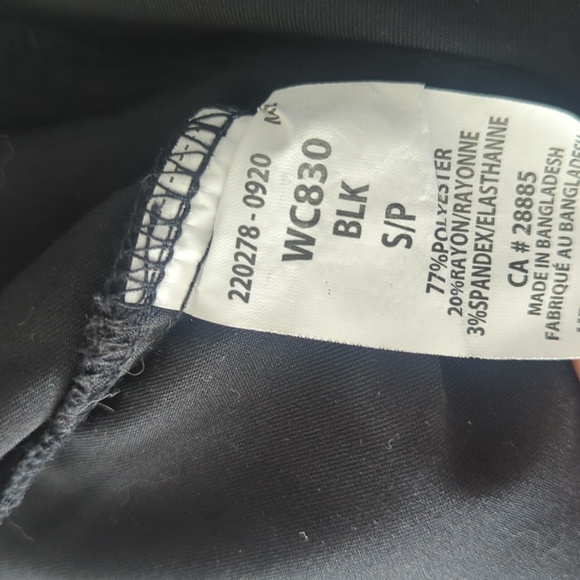 220278 - 0920
WC830
BLK
S/P
77%POLYESTER
20%RAYON/RAYONNE
3%SPANDEX/ELASTHANNE
CA # 28885
MADE IN BANGLADESH
FABRIQUÉ AU BANGLADESH